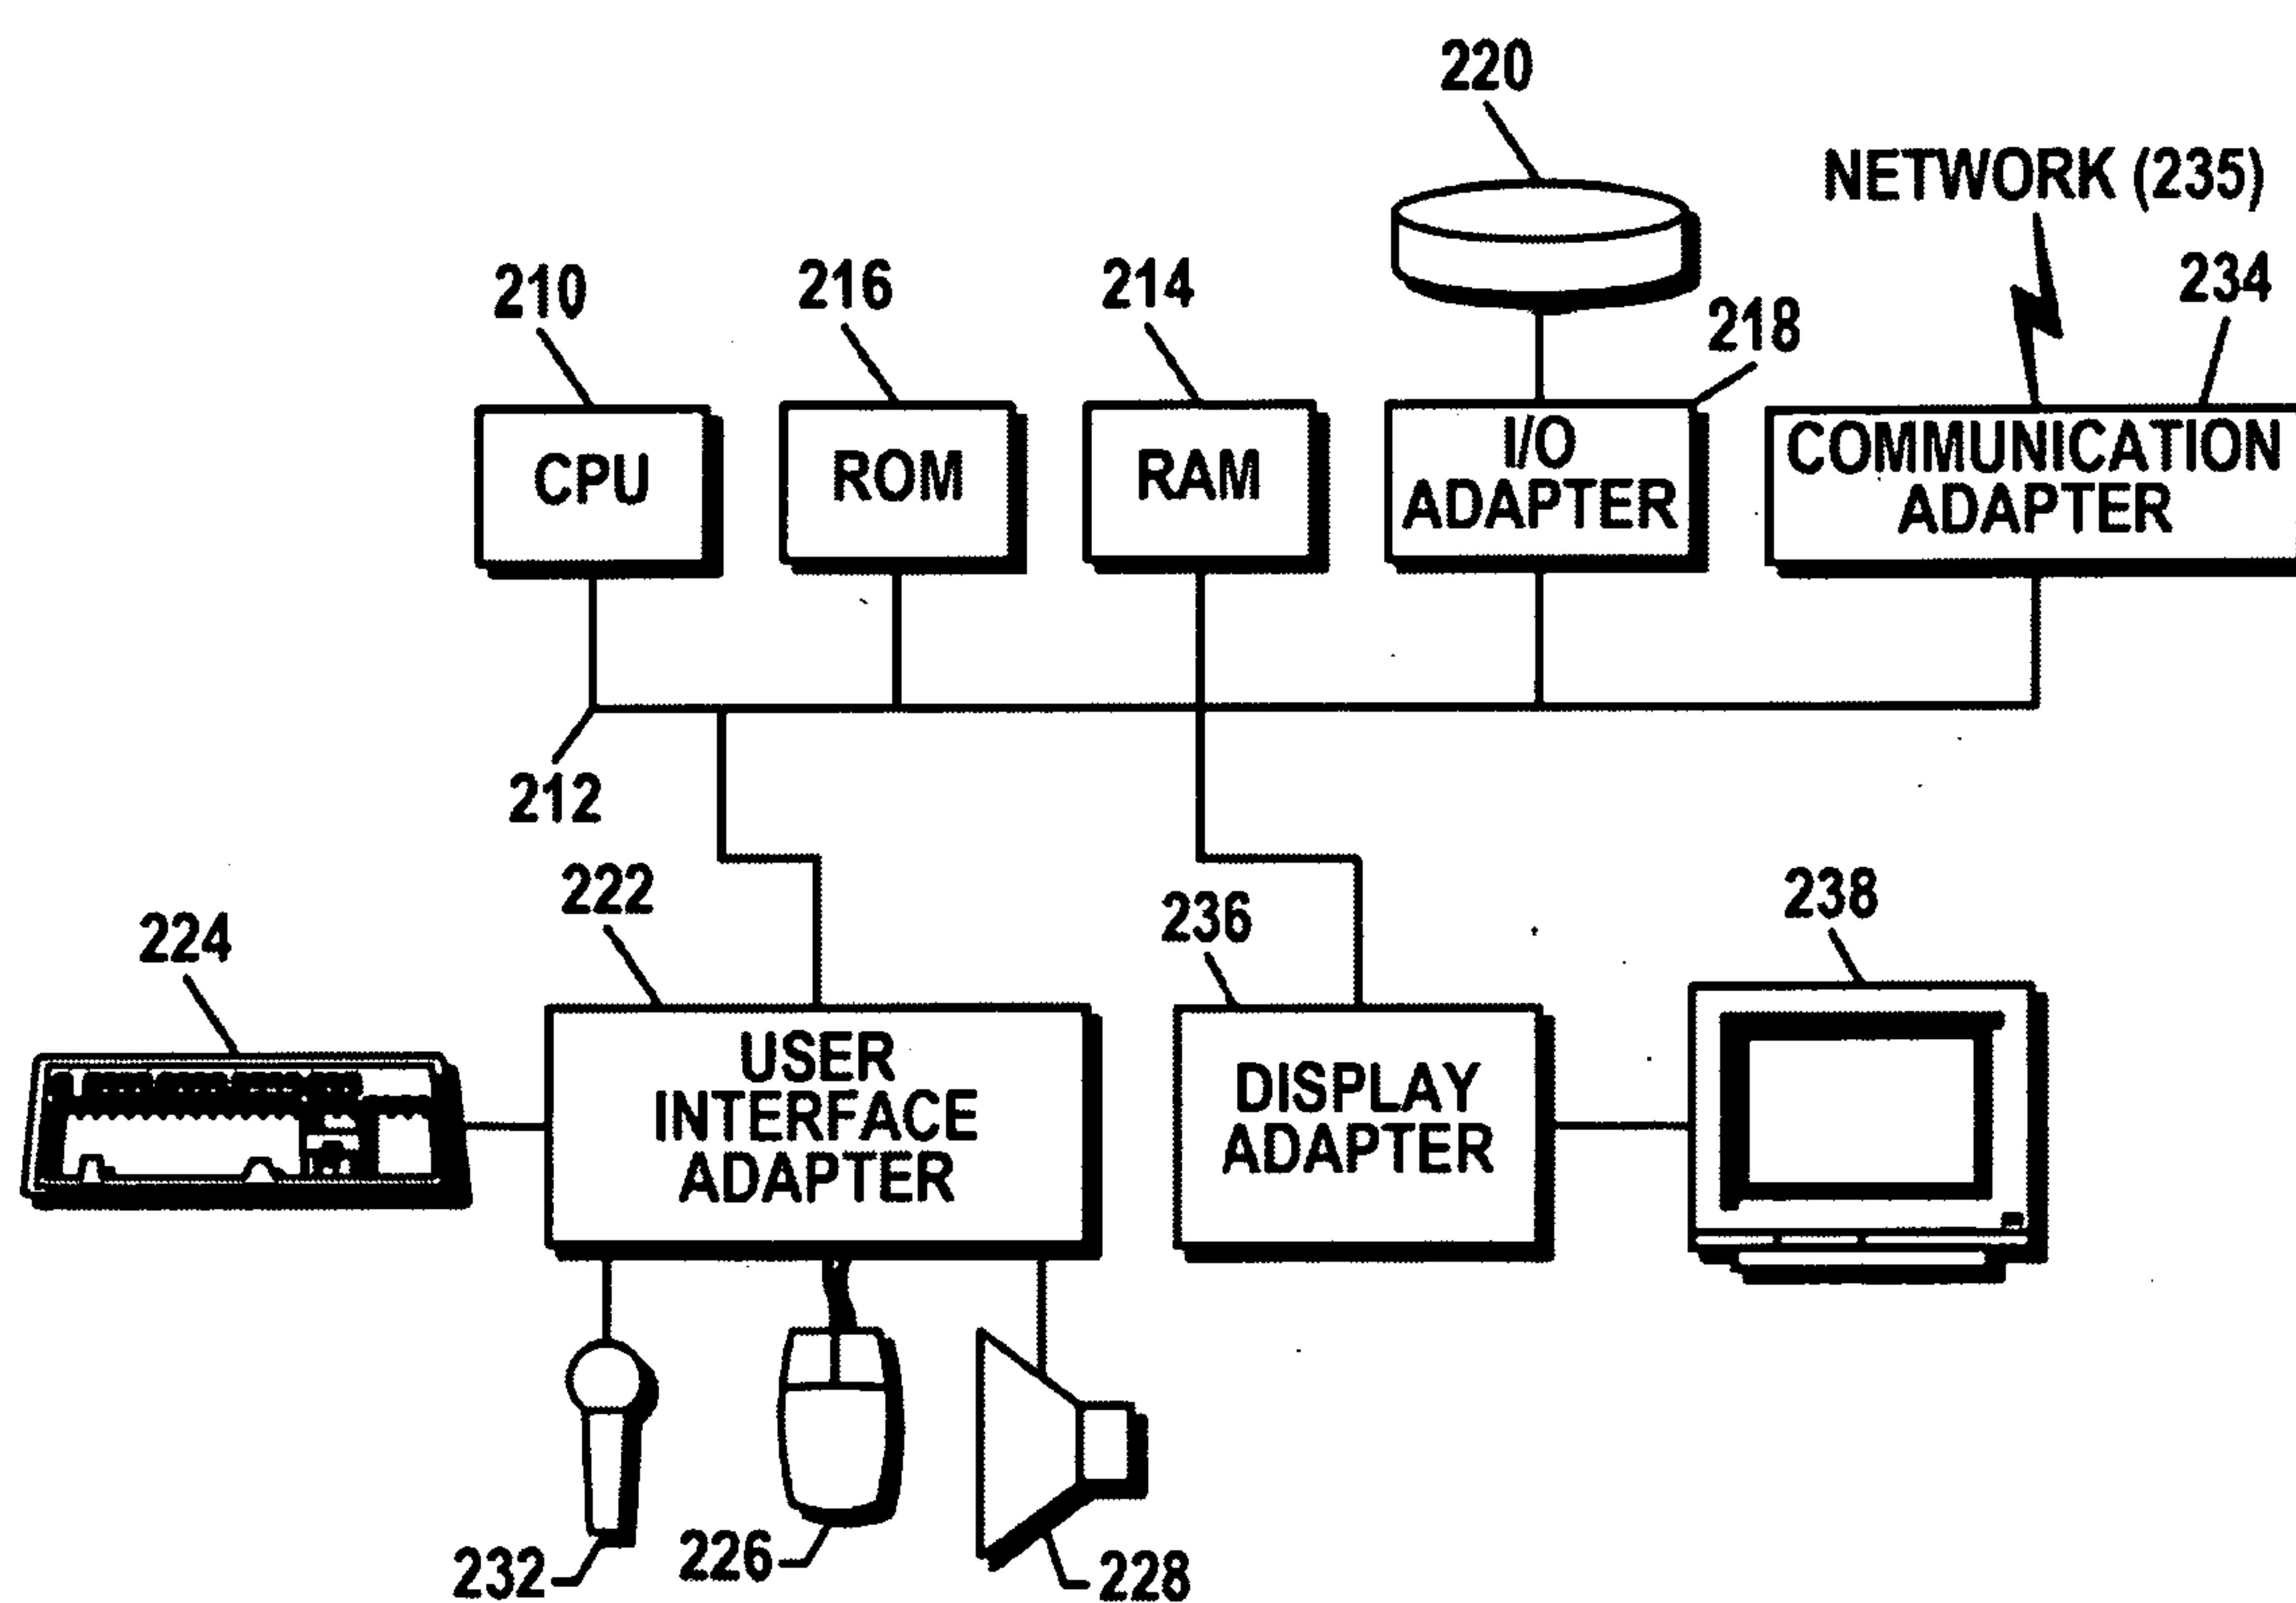 220
NETWORK (235)
210
216
214
218
234
CPU
ROM
RAM
I/O
ADAPTER
COMMUNICATION
ADAPTER
212
222
224
236
238
USER
INTERFACE
ADAPTER
DISPLAY
ADAPTER
232
226
228